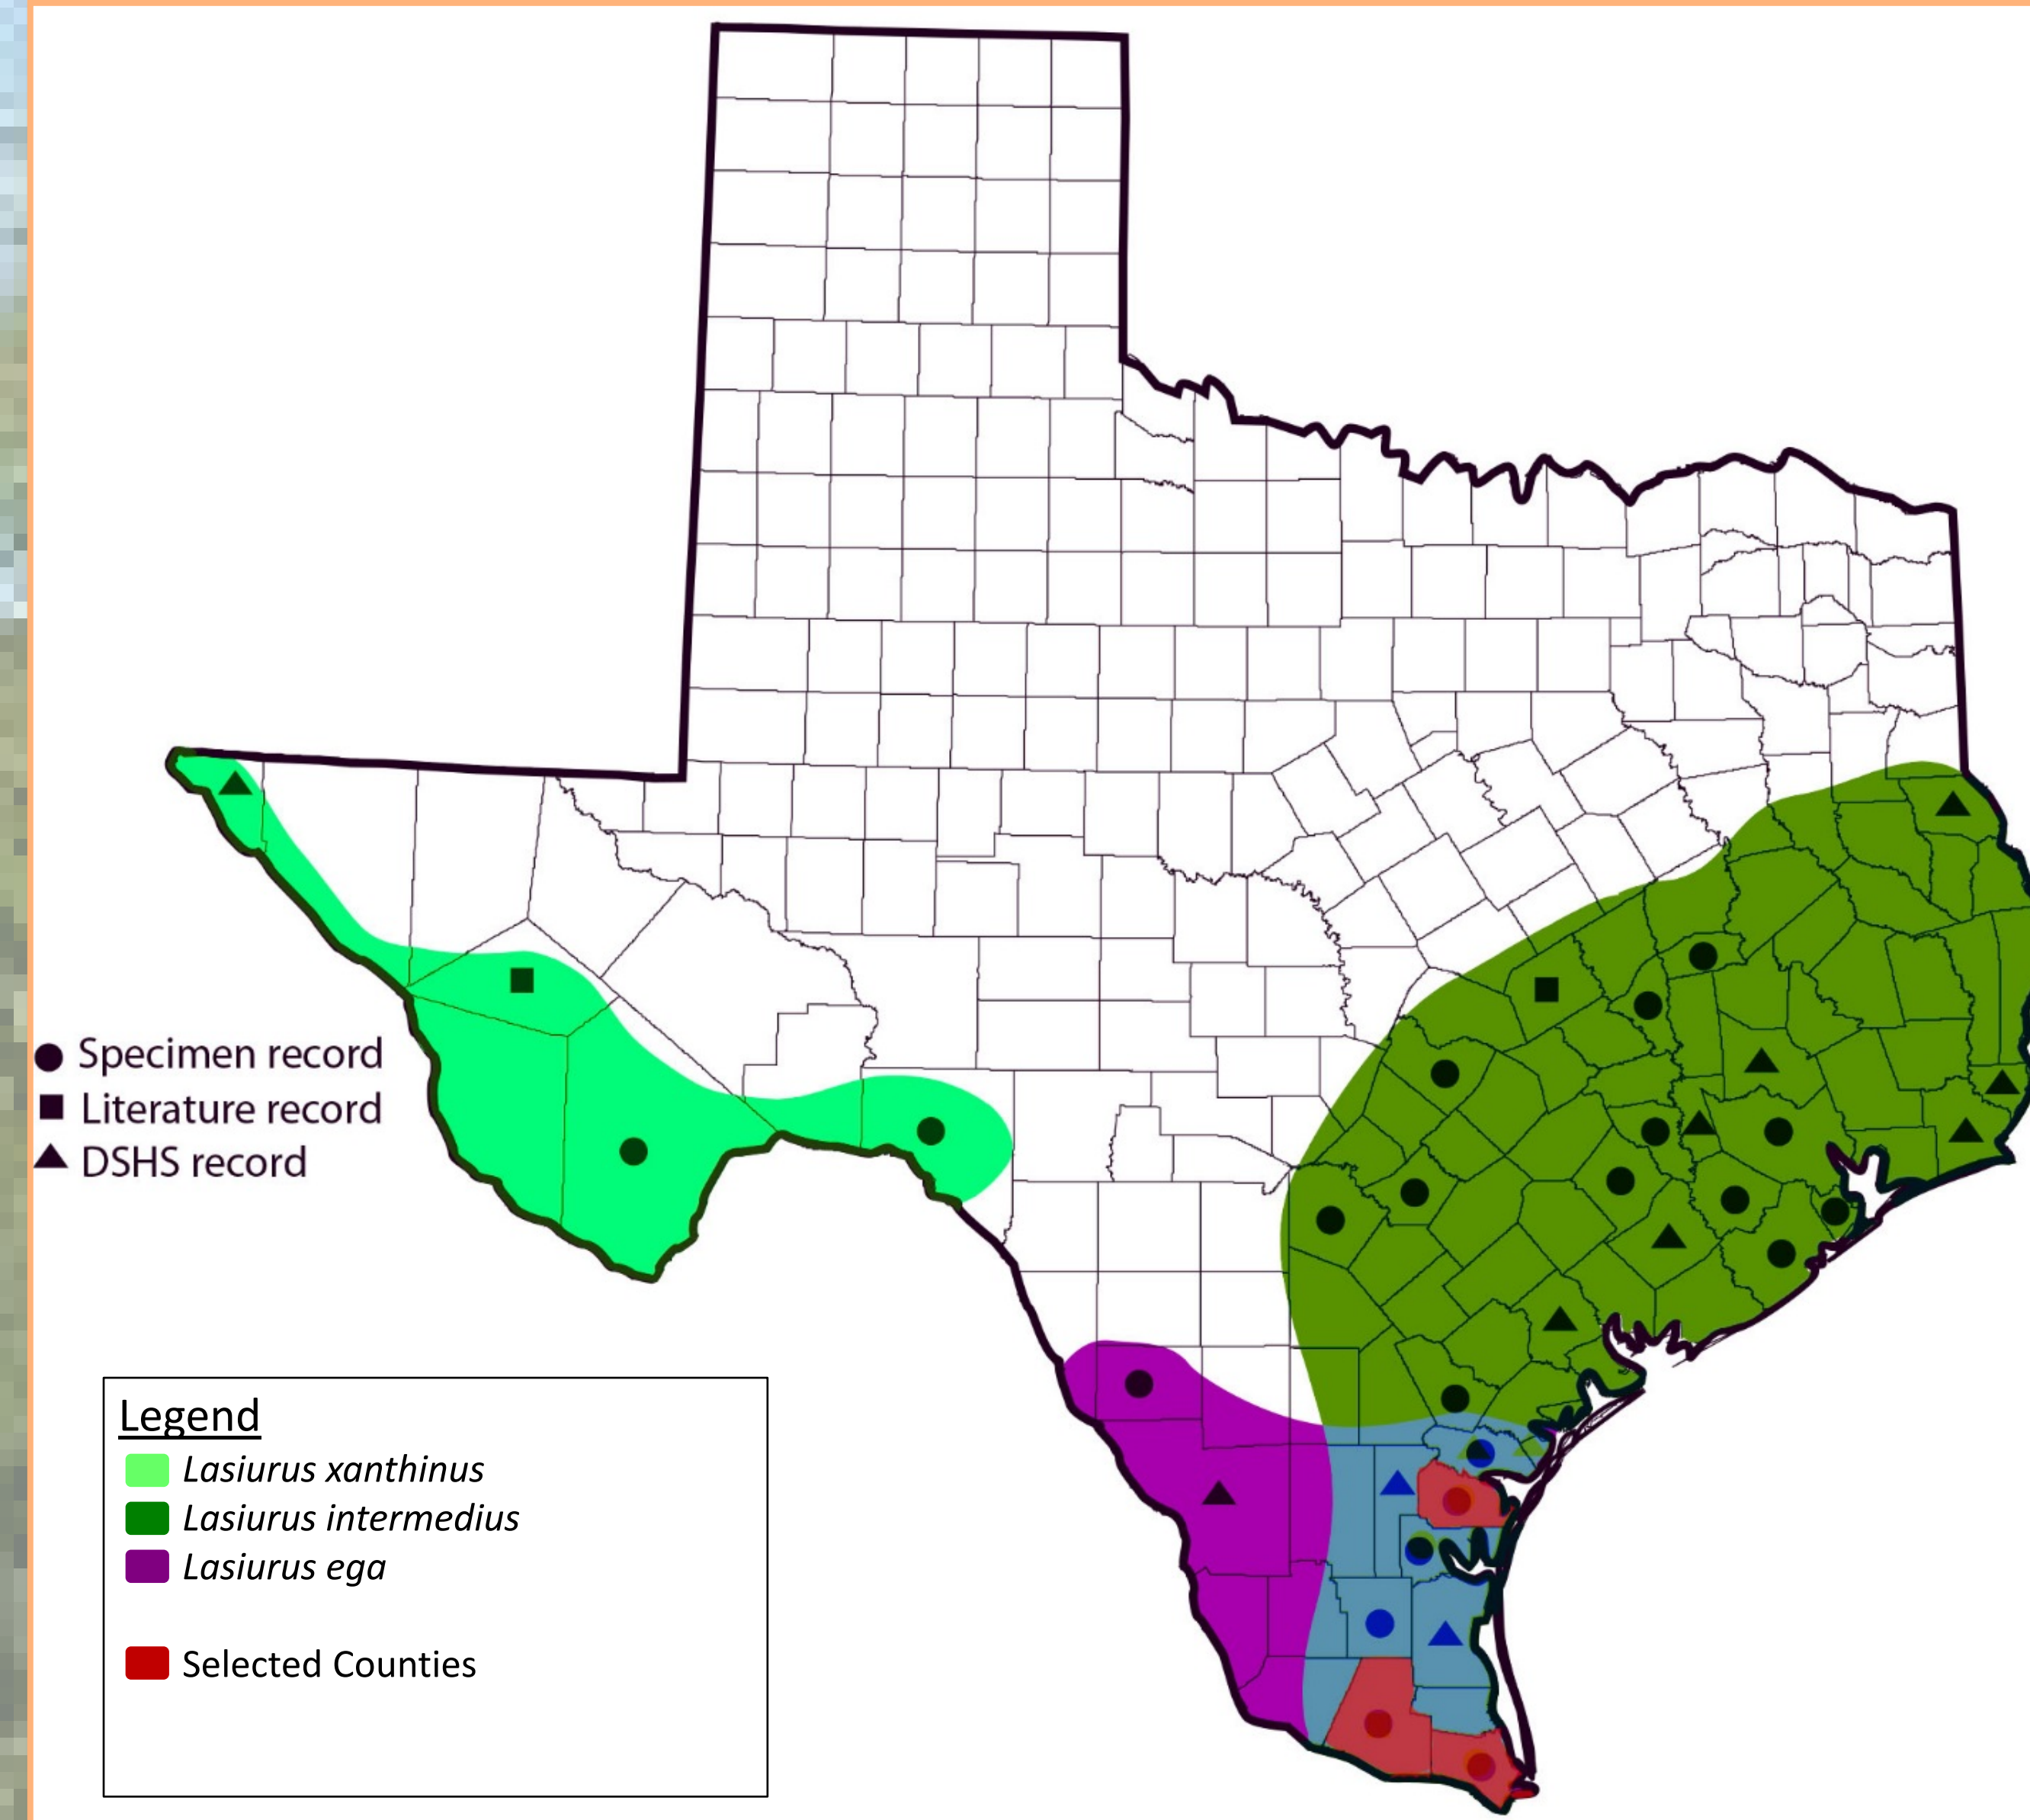 Specimen record
Literature record
DSHS record
Legend
Lasiurus xanthinus
Lasiurus intermedius
Lasiurus ega
Selected Counties